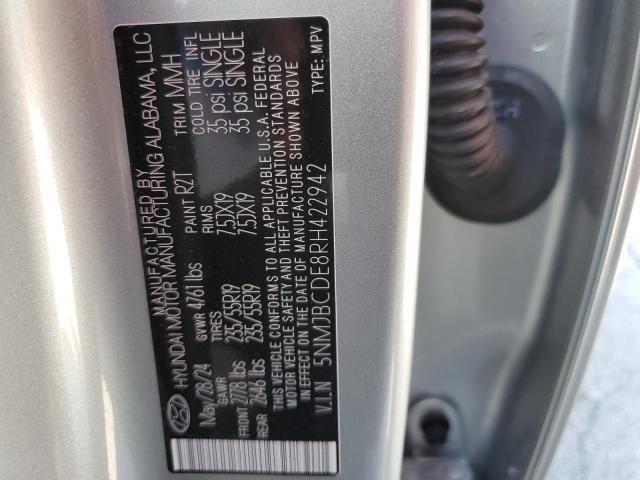 MANUFACTURED BY
HYUNDAI MOTOR MANUFACTURING ALABAMA, LLC
May/28/24 GVWR 4761 lbs PAINT R2T TRIM MMH
GAWR TIRES RIMS COLD TIRE INFL
FRONT 2778 lbs 235/55R19 7.5JX19 35 psi SINGLE
REAR 2646 lbs 235/55R19 7.5JX19 35 psi SINGLE
THIS VEHICLE CONFORMS TO ALL APPLICABLE U.S.A. FEDERAL
MOTOR VEHICLE SAFETY AND THEFT PREVENTION STANDARDS
IN EFFECT ON THE DATE OF MANUFACTURE SHOWN ABOVE
V.I.N 5NMJBCDE8RH422942 TYPE: MPV